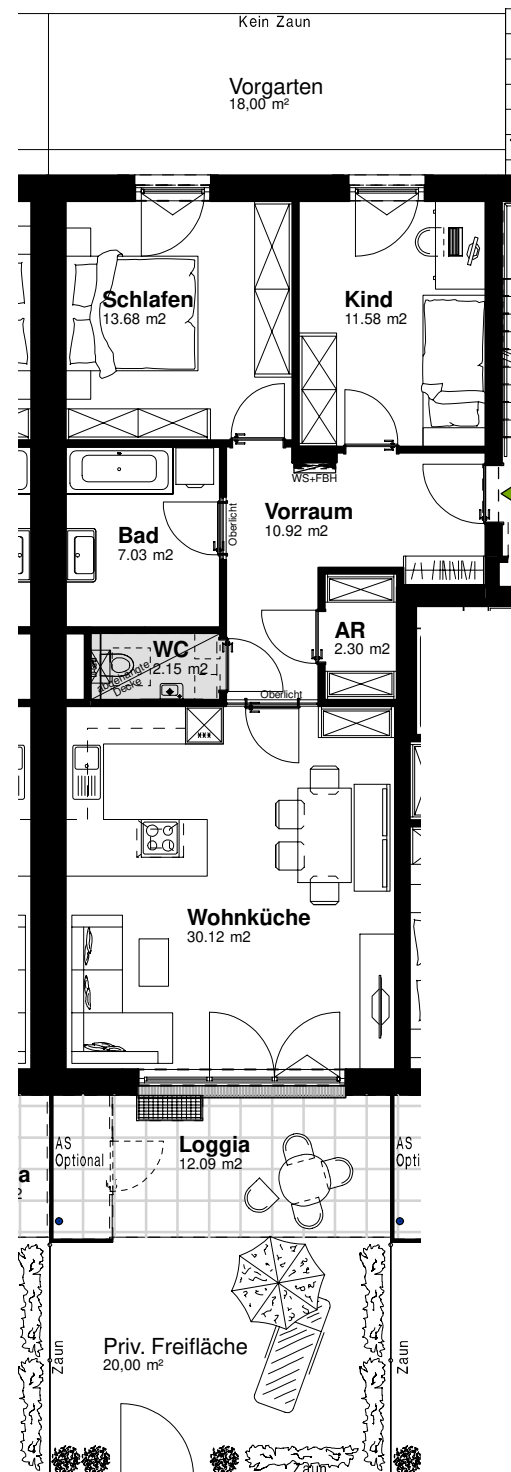 Kein Zaun
Vorgarten
18,00 m²
Schlafen
13.68 m2
Kind
11.58 m2
WS+FBH
Oberlicht
Vorraum
10.92 m2
Bad
7.03 m2
AR
2.30 m2
WC
2.15 m2
abgehängte
Decke
Oberlicht
Wohnküche
30.12 m2
AS
Optional
Loggia
12.09 m2
AS
Opti
a
Priv. Freifläche
20,00 m²
Zaun
Zaun
Zaun